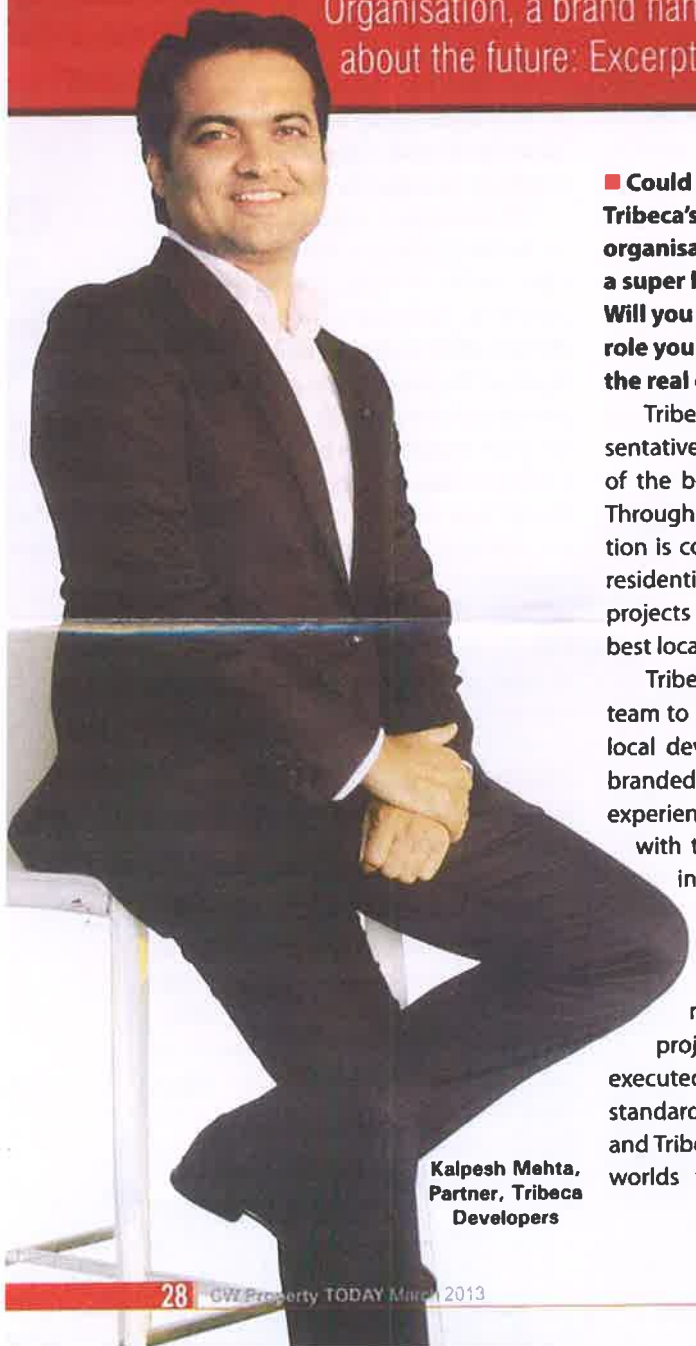 Organisation, a brand nam
about the future: Excerpt
Could
Tribeca's
organisa
a super l
Will you
role you
the real
Tribe
sentative
of the b
Through
tion is co
residenti
projects
best loca
Tribe
team to
local dev
branded
experien
with t
in
r
proj
executed
standard
and Tribe
worlds
Kalpesh Mehta,
Partner, Tribeca
Developers
28 CW Property TODAY March 2013